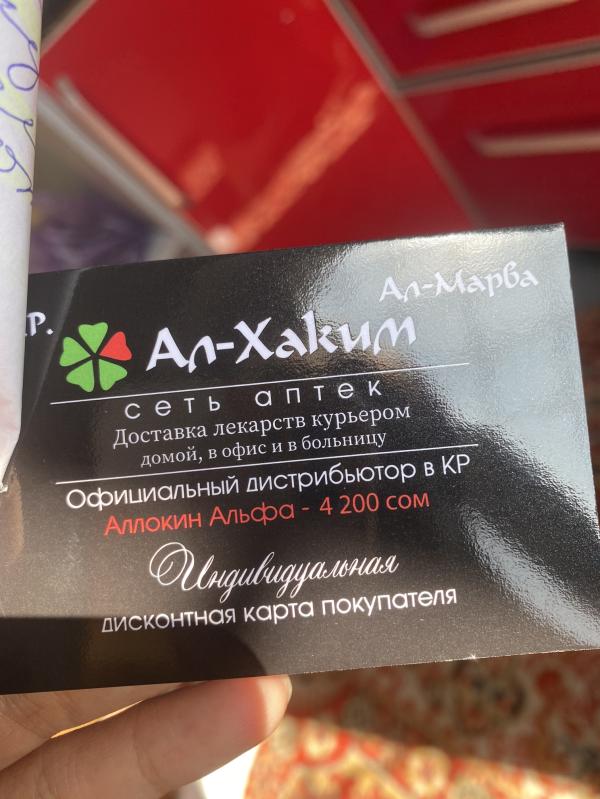 Ал-Марва
Ал-Хаким
сеть аптек
Доставка лекарств курьером
домой, в офис и в больницу
Официальный дистрибьютор в КР
Аллокин Альфа - 4 200 сом
Индивидуальная
дисконтная карта покупателя